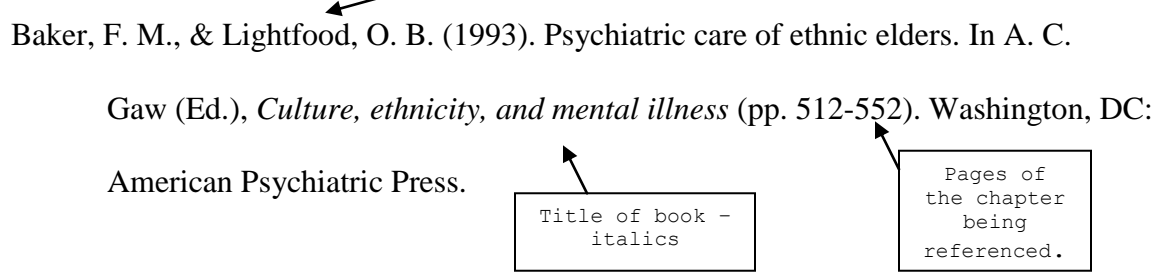 Baker, F. M., & Lightfood, O. B. (1993). Psychiatric care of ethnic elders. In A. C.
Gaw (Ed.), Culture, ethnicity, and mental illness (pp. 512-552). Washington, DC:
American Psychiatric Press.
Title of book –
italics
Pages of
the chapter
being
referenced.